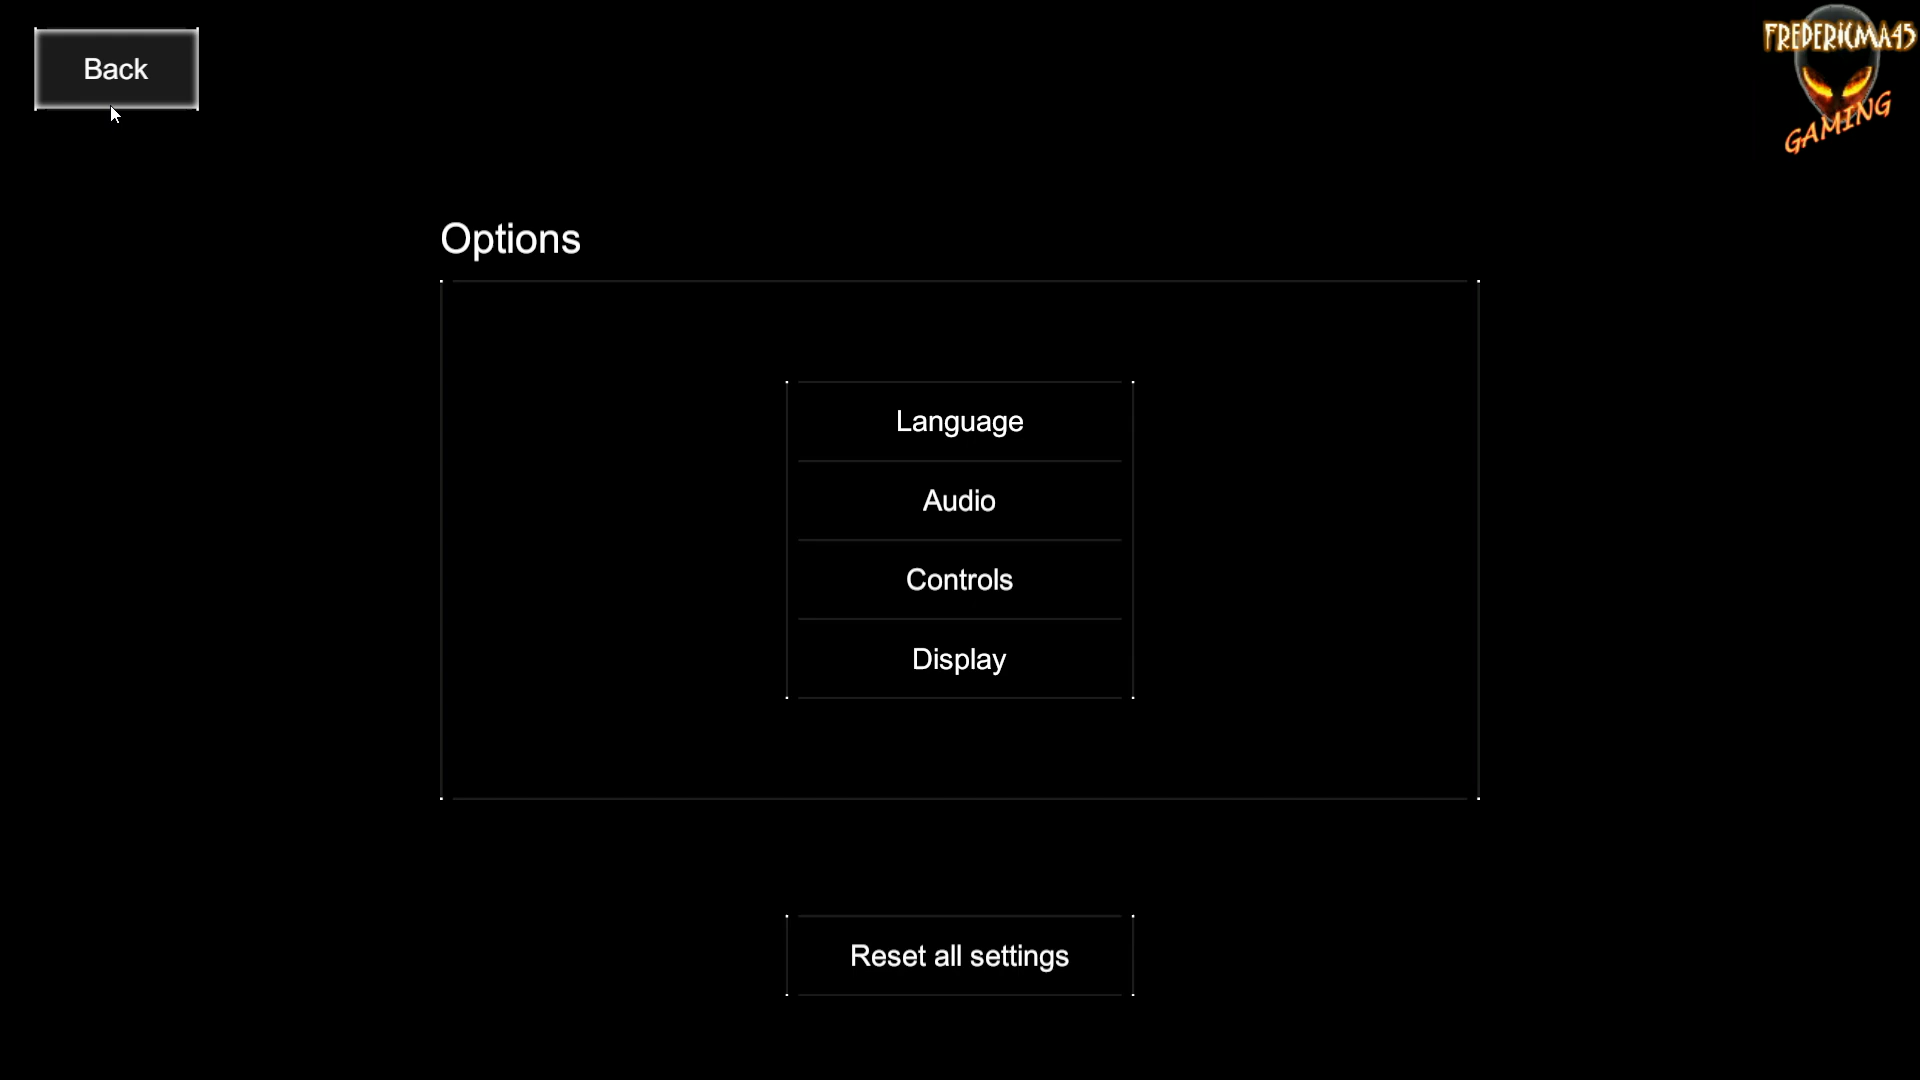 Back
FREDERICMA45
GAMING
Options
Language
Audio
Controls
Display
Reset all settings